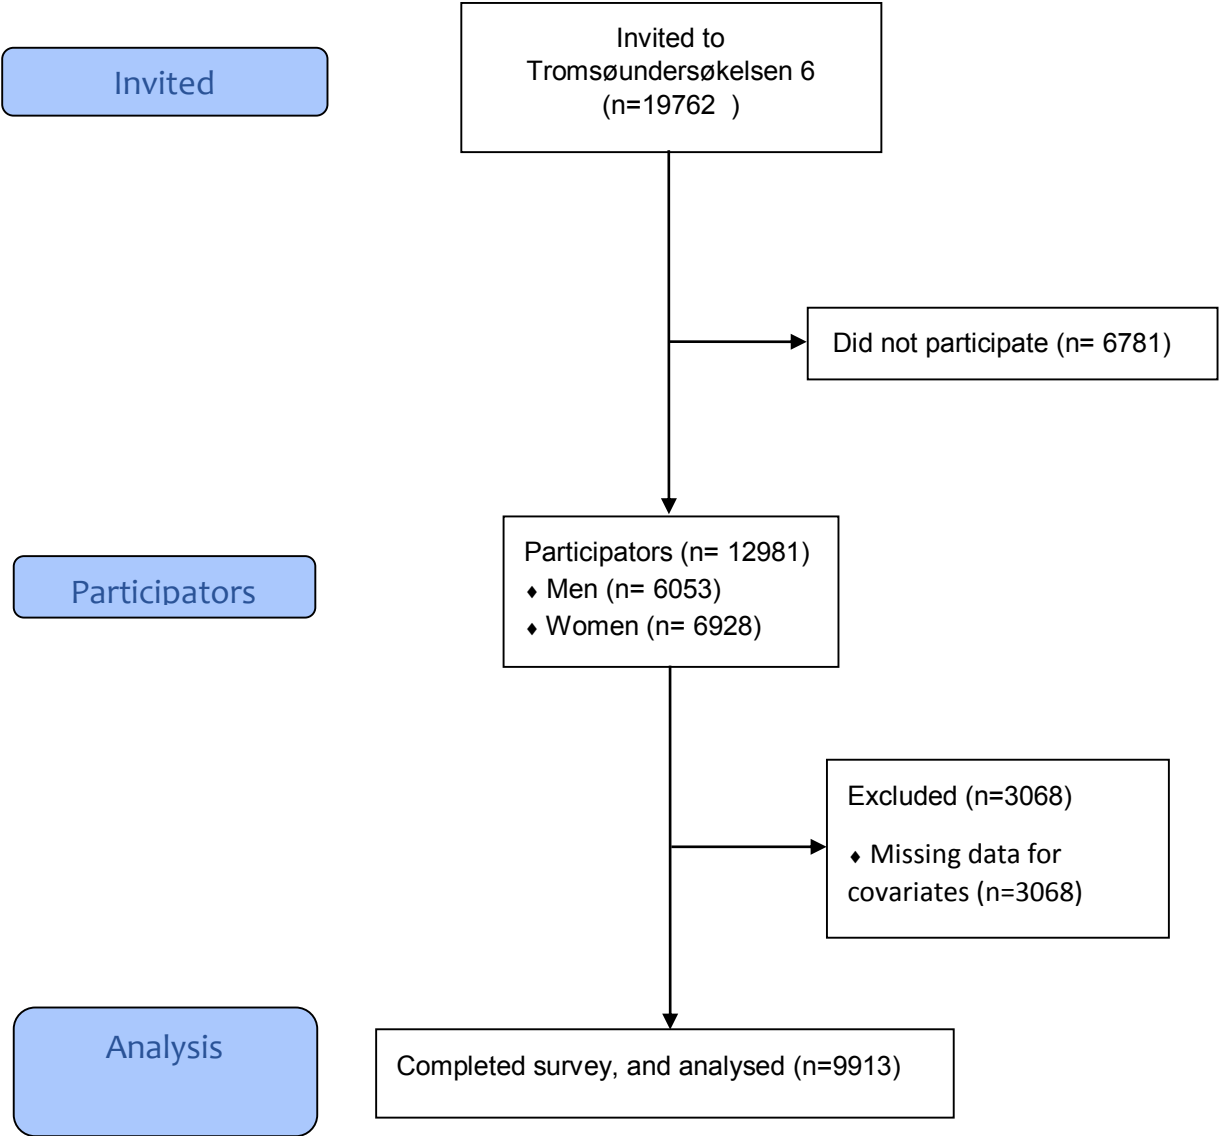 Invited
Invited to
Tromsøundersøkelsen 6
(n=19762  )
Did not participate (n= 6781)
Participators
Participators (n= 12981)
♦ Men (n= 6053)
♦ Women (n= 6928)
Excluded (n=3068)
♦ Missing data for
covariates (n=3068)
Analysis
Completed survey, and analysed (n=9913)